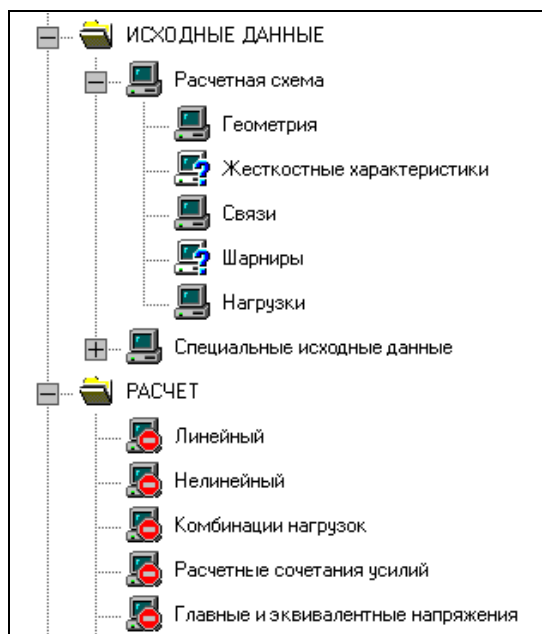 ИСХОДНЫЕ ДАННЫЕ
Расчетная схема
Геометрия
Жесткостные характеристики
Связи
Шарниры
Нагрузки
Специальные исходные данные
РАСЧЕТ
Линейный
Нелинейный
Комбинации нагрузок
Расчетные сочетания усилий
Главные и эквивалентные напряжения